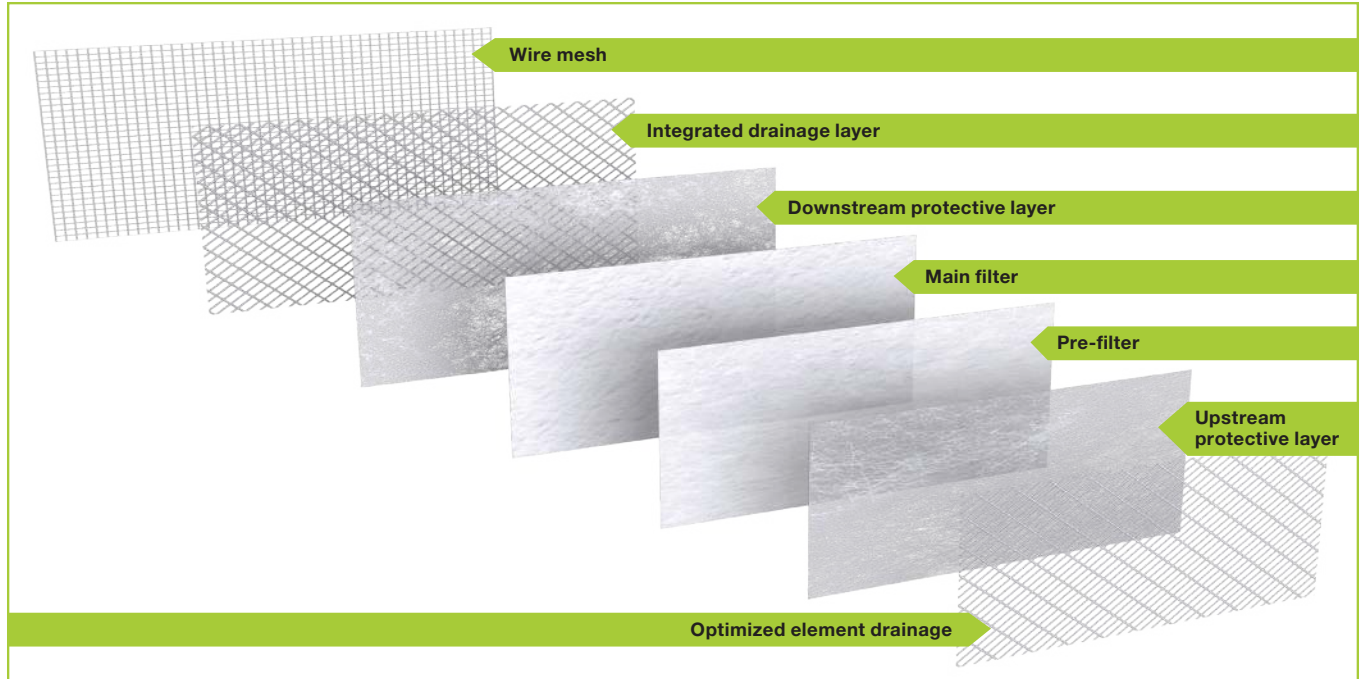 Wire mesh
Integrated drainage layer
Downstream protective layer
Main filter
Pre-filter
Upstream
protective layer
Optimized element drainage